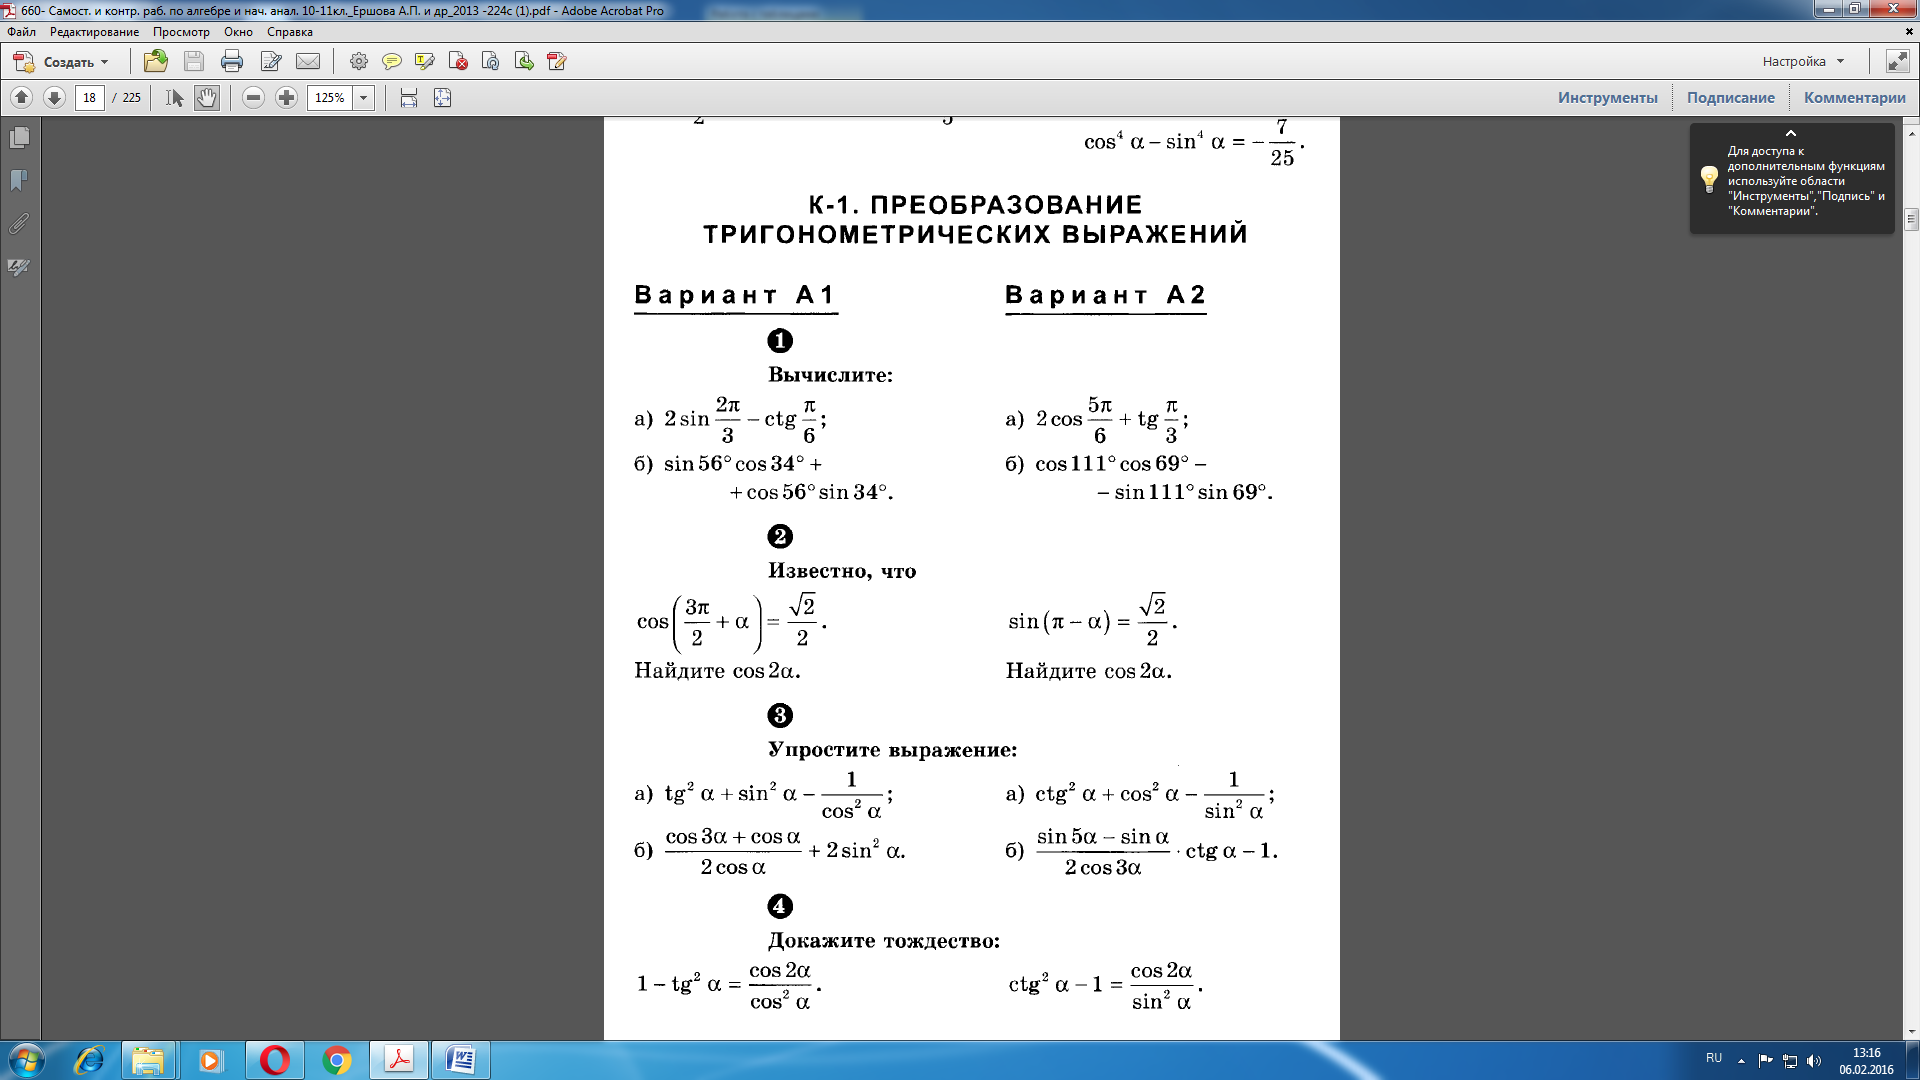 660- Самост. и контр. раб. по алгебре и нач. анал. 10-11кл._Ершова А.П. и др_2013 -224с (1).pdf - Adobe Acrobat Pro
Файл Редактирование Просмотр Окно Справка
Создать Настройка
18 / 225 125% Инструменты Подписание Комментарии
Для доступа к
дополнительным функциям
используйте области
"Инструменты","Подпись" и
"Комментарии".
2 5 cos⁴ α – sin⁴ α = –7/25.
К-1. ПРЕОБРАЗОВАНИЕ
ТРИГОНОМЕТРИЧЕСКИХ ВЫРАЖЕНИЙ
Вариант А1 Вариант А2
1
Вычислите:
а) 2 sin 2π/3 – ctg π/6; а) 2 cos 5π/6 + tg π/3;
б) sin 56° cos 34° + б) cos 111° cos 69° –
+ cos 56° sin 34°. – sin 111° sin 69°.
2
Известно, что
cos(3π/2 + α) = √2/2. sin(π – α) = √2/2.
Найдите cos 2α. Найдите cos 2α.
3
Упростите выражение:
а) tg² α + sin² α – 1/cos² α; а) ctg² α + cos² α – 1/sin² α;
б) (cos 3α + cos α)/(2 cos α) + 2 sin² α. б) (sin 5α – sin α)/(2 cos 3α) · ctg α – 1.
4
Докажите тождество:
1 – tg² α = cos 2α/cos² α. ctg² α – 1 = cos 2α/sin² α.
RU 13:16
06.02.2016